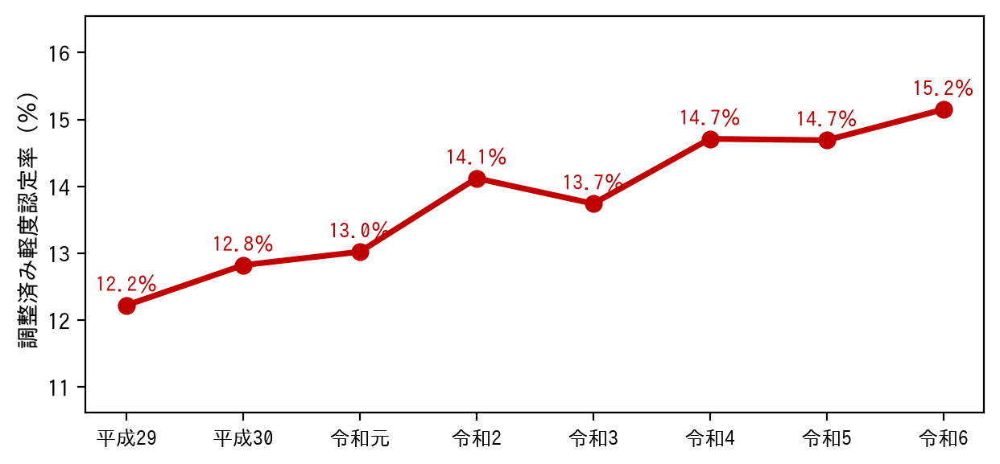 調整済み軽度認定率 (%)
16
15
14
13
12
11
12.2%
12.8%
13.0%
14.1%
13.7%
14.7%
14.7%
15.2%
平成29
平成30
令和元
令和2
令和3
令和4
令和5
令和6